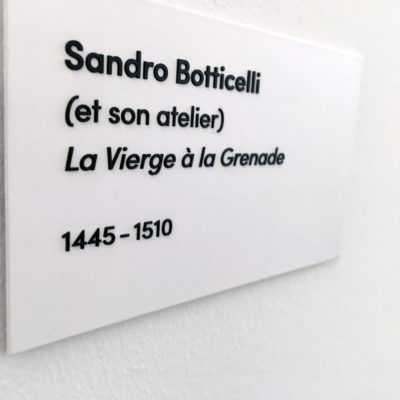 Sandro Botticelli
(et son atelier)
La Vierge à la Grenade
1445 – 1510